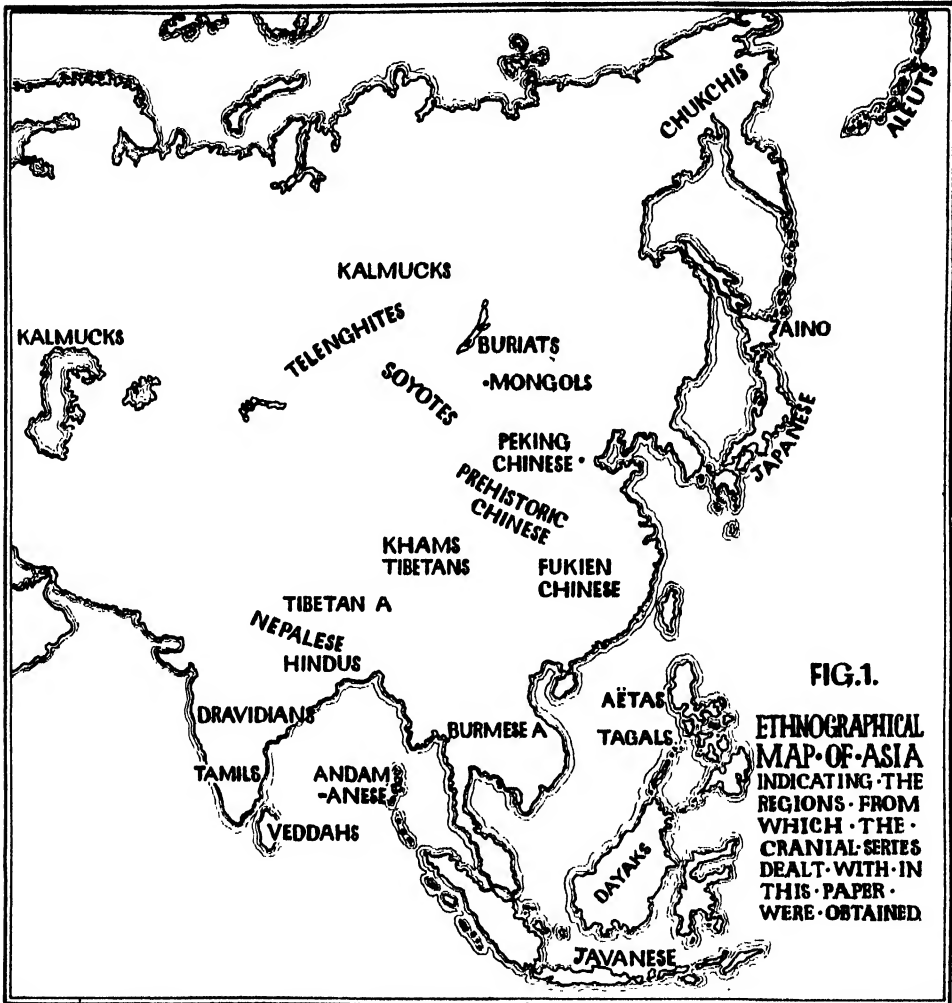 CHUKCHIS
ALEUTS
KALMUCKS
TELENGHITES
KALMUCKS
BURIATS
AINO
SOYOTES
•MONGOLS
JAPANESE
PEKING
CHINESE •
PREHISTORIC
CHINESE
KHAMS
TIBETANS
FUKIEN
CHINESE
TIBETAN A
NEPALESE
HINDUS
DRAVIDIANS
BURMESE A
AËTAS
TAGALS
TAMILS
ANDAM
-ANESE
VEDDAHS
DAYAKS
JAVANESE
FIG.1.
ETHNOGRAPHICAL
MAP·OF·ASIA
INDICATING·THE
REGIONS·FROM
WHICH·THE·
CRANIAL·SERIES
DEALT·WITH·IN
THIS·PAPER·
WERE·OBTAINED